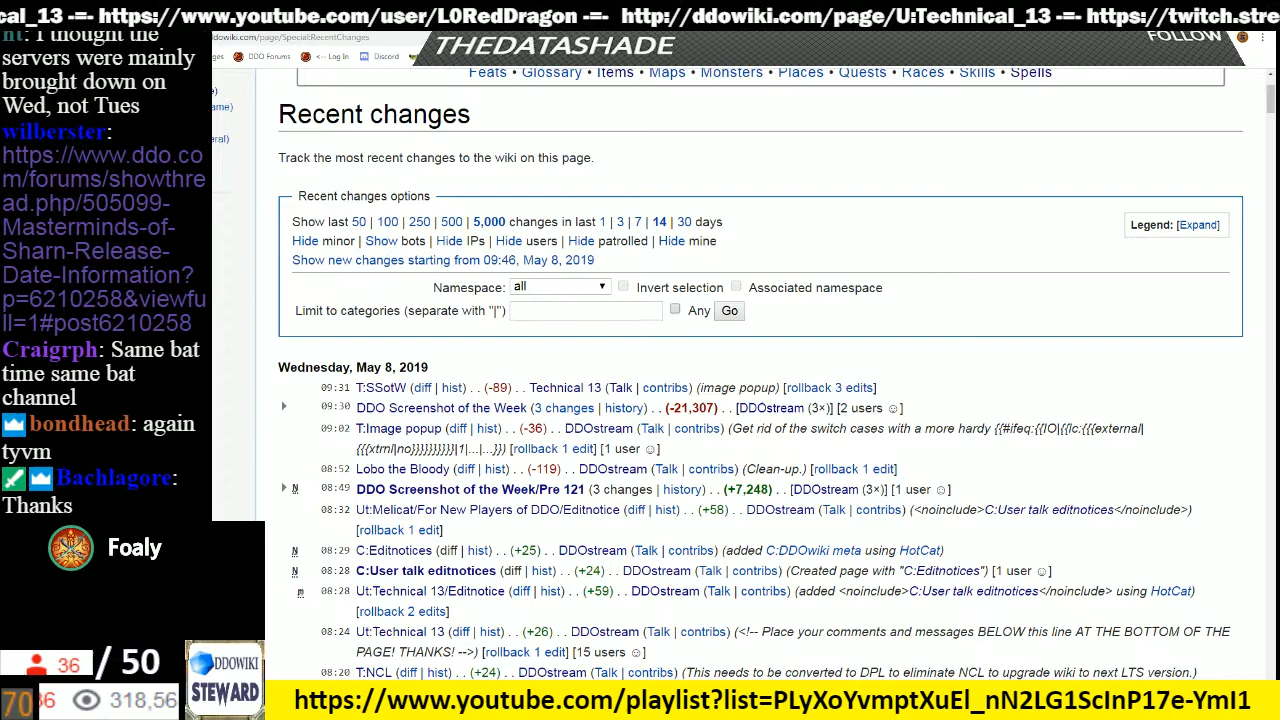 cal_13 -=- https://www.youtube.com/user/L0RedDragon -=- http://ddowiki.com/page/U:Technical_13 -=- https://twitch.stre
nt: I thought the
servers were mainly
brought down on
Wed, not Tues
wilberster:
https://www.ddo.co
m/forums/showthre
ad.php/505099-
Masterminds-of-
Sharn-Release-
Date-Information?
p=6210258&viewfu
ll=1#post6210258
Craigrph: Same bat
time same bat
channel
bondhead: again
tyvm
Bachlagore:
Thanks
Foaly
36 / 50
70 318,56
DDOWIKI
STEWARD
ddowiki.com/page/Special:RecentChanges
THEDATASHADE
FOLLOW
ges DDO Forums <-- Log In Discord
Feats • Glossary • Items • Maps • Monsters • Places • Quests • Races • Skills • Spells
Recent changes
Track the most recent changes to the wiki on this page.
Recent changes options
Show last 50 | 100 | 250 | 500 | 5,000 changes in last 1 | 3 | 7 | 14 | 30 days
Hide minor | Show bots | Hide IPs | Hide users | Hide patrolled | Hide mine
Show new changes starting from 09:46, May 8, 2019
Legend: [Expand]
Namespace: all Invert selection Associated namespace
Limit to categories (separate with "|") Any Go
Wednesday, May 8, 2019
09:31 T:SSotW (diff | hist) . . (-89) . . Technical 13 (Talk | contribs) (image popup) [rollback 3 edits]
09:30 DDO Screenshot of the Week (3 changes | history) . . (-21,307) . . [DDOstream (3×)] [2 users ☺]
09:02 T:Image popup (diff | hist) . . (-36) . . DDOstream (Talk | contribs) (Get rid of the switch cases with a more hardy {{#ifeq:{{IO|{{lc:{{{external|
{{{xtrnl|no}}}}}}}}}}|1|...|...}}) [rollback 1 edit] [1 user ☺]
08:52 Lobo the Bloody (diff | hist) . . (-119) . . DDOstream (Talk | contribs) (Clean-up.) [rollback 1 edit]
N 08:49 DDO Screenshot of the Week/Pre 121 (3 changes | history) . . (+7,248) . . [DDOstream (3×)] [1 user ☺]
08:32 Ut:Melicat/For New Players of DDO/Editnotice (diff | hist) . . (+58) . . DDOstream (Talk | contribs) (<noinclude>C:User talk editnotices</noinclude>)
[rollback 1 edit]
N 08:29 C:Editnotices (diff | hist) . . (+25) . . DDOstream (Talk | contribs) (added C:DDOwiki meta using HotCat)
N 08:28 C:User talk editnotices (diff | hist) . . (+24) . . DDOstream (Talk | contribs) (Created page with "C:Editnotices") [1 user ☺]
m 08:28 Ut:Technical 13/Editnotice (diff | hist) . . (+59) . . DDOstream (Talk | contribs) (added <noinclude>C:User talk editnotices</noinclude> using HotCat)
[rollback 2 edits]
08:24 Ut:Technical 13 (diff | hist) . . (+26) . . DDOstream (Talk | contribs) (<!-- Place your comments and messages BELOW this line AT THE BOTTOM OF THE
PAGE! THANKS! -->) [rollback 1 edit] [15 users ☺]
08:20 T:NCL (diff | hist) . . (+24) . . DDOstream (Talk | contribs) (This needs to be converted to DPL to eliminate NCL to upgrade wiki to next LTS version.)
https://www.youtube.com/playlist?list=PLyXoYvmptXuEl_nN2LG1ScInP17e-YmI1